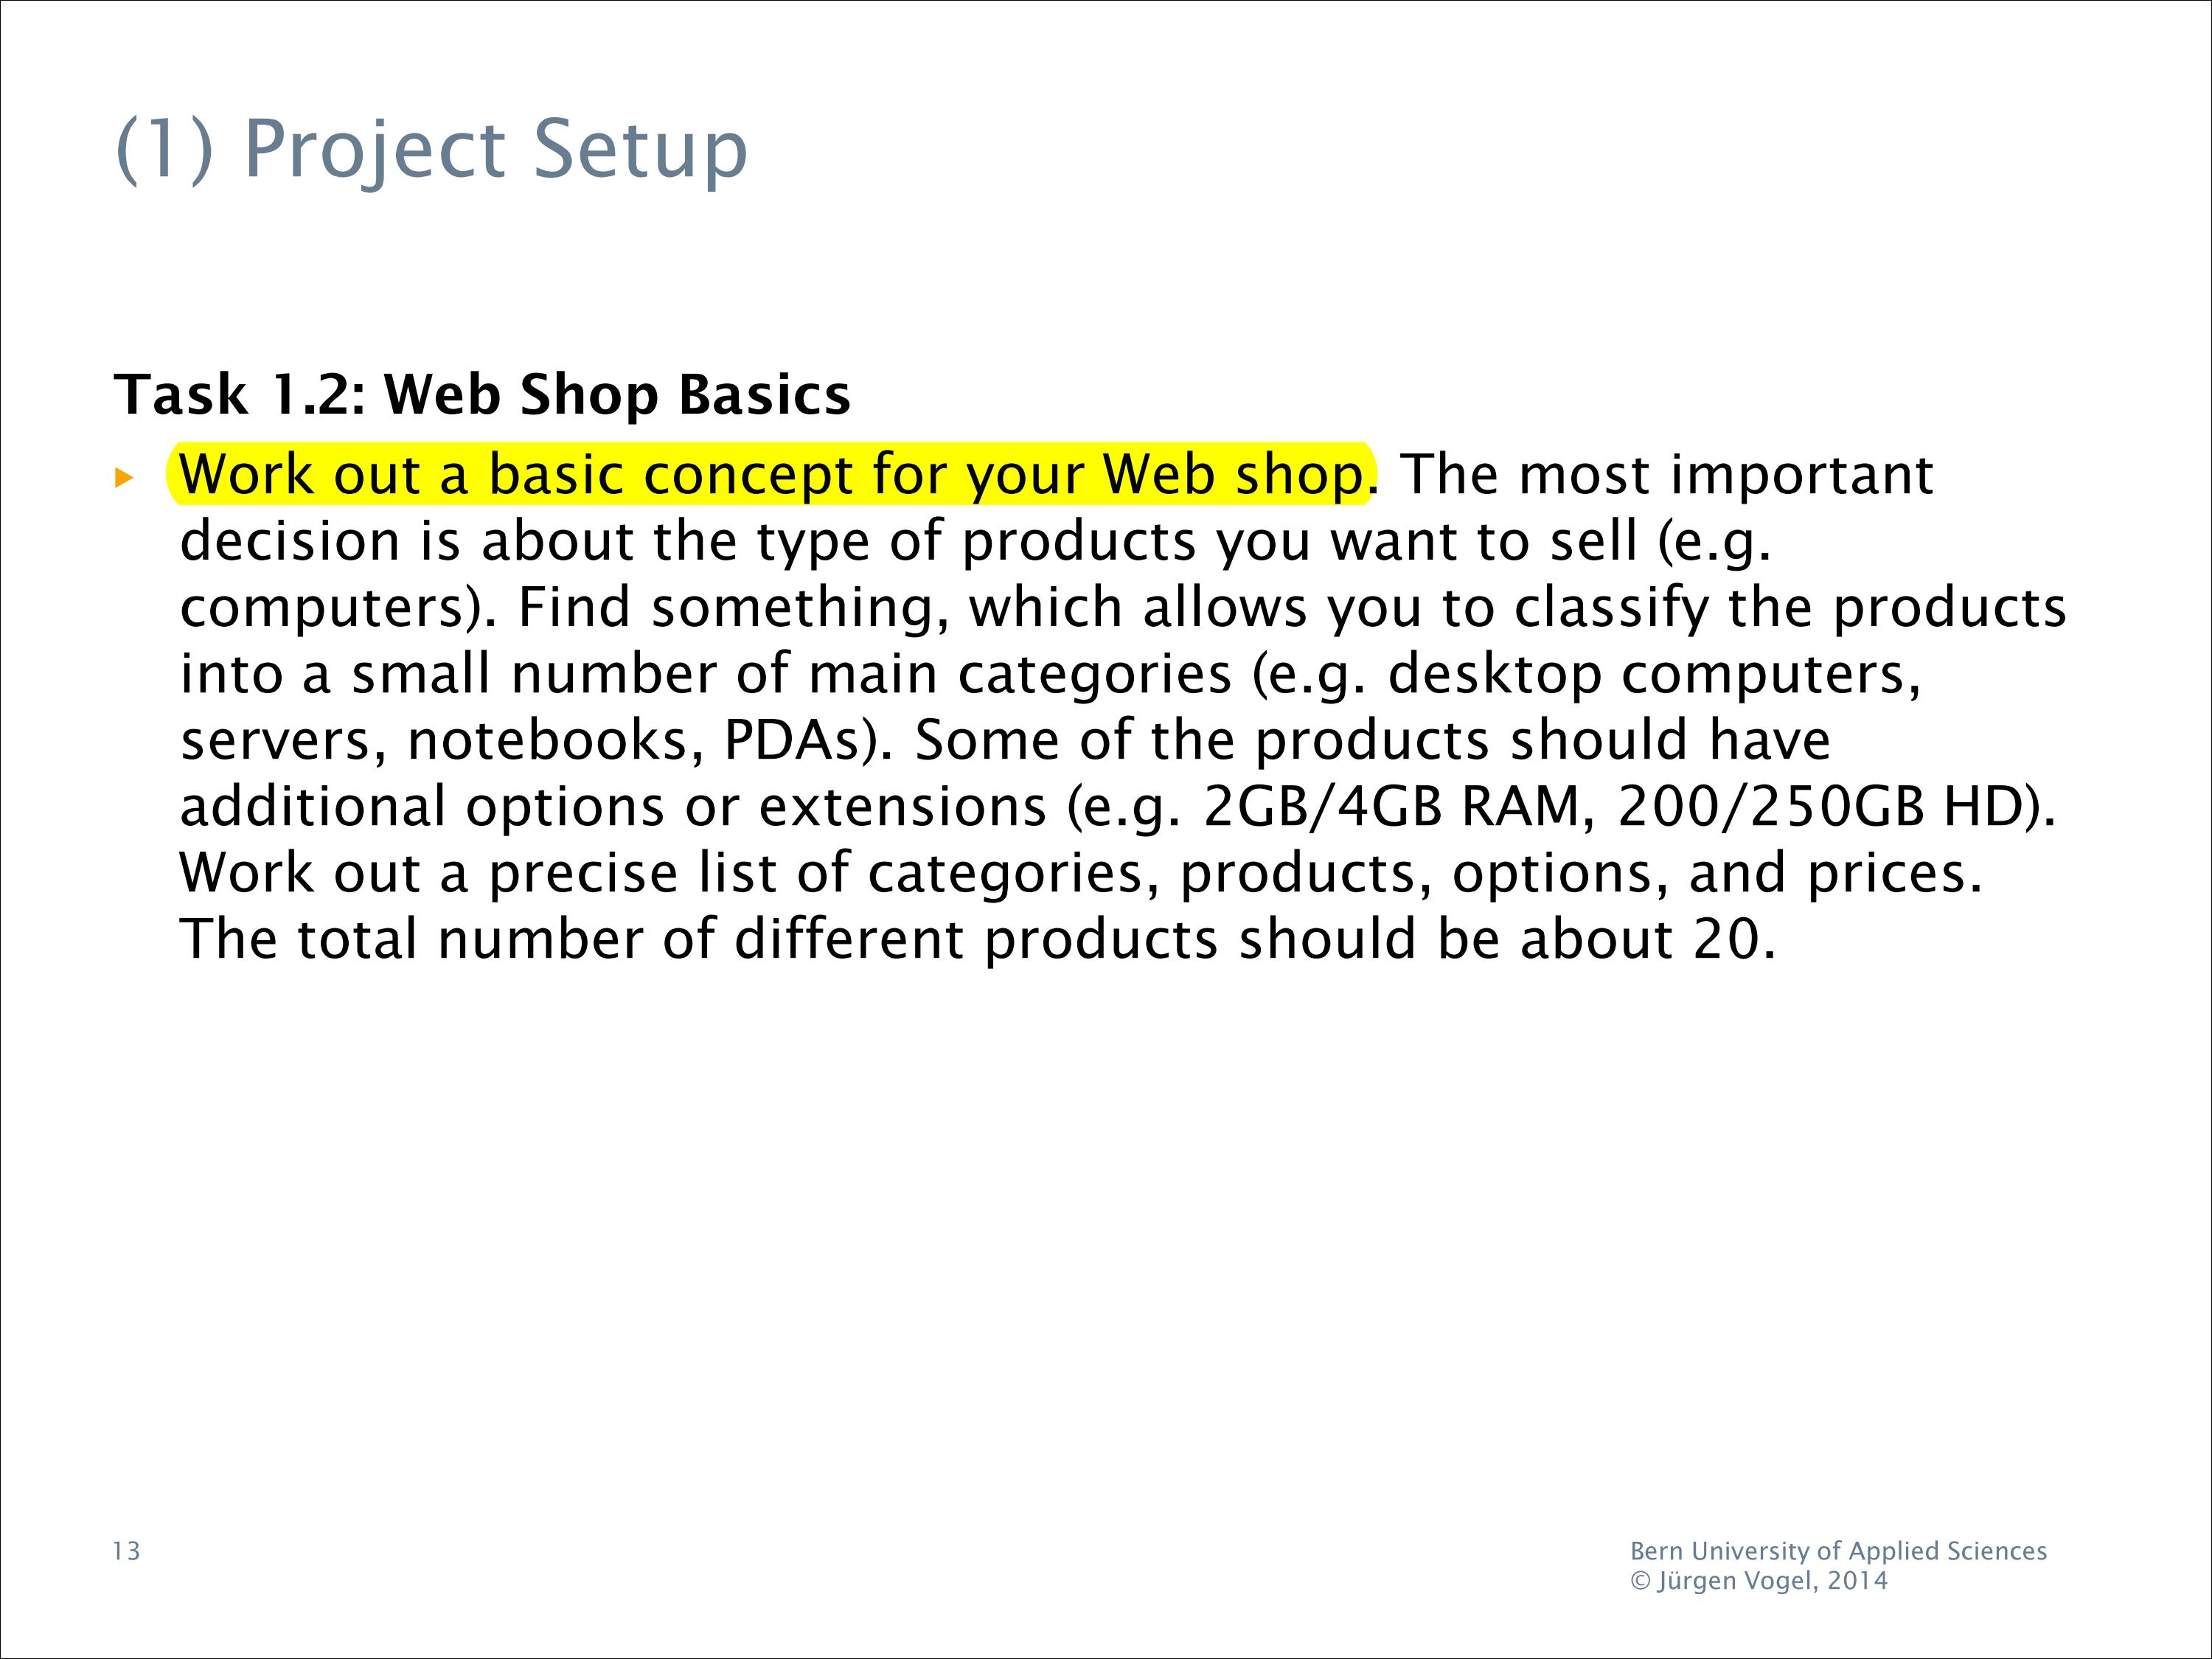 (1) Project Setup
Task 1.2: Web Shop Basics
▸ Work out a basic concept for your Web shop. The most important
decision is about the type of products you want to sell (e.g.
computers). Find something, which allows you to classify the products
into a small number of main categories (e.g. desktop computers,
servers, notebooks, PDAs). Some of the products should have
additional options or extensions (e.g. 2GB/4GB RAM, 200/250GB HD).
Work out a precise list of categories, products, options, and prices.
The total number of different products should be about 20.
13
Bern University of Applied Sciences
© Jürgen Vogel, 2014